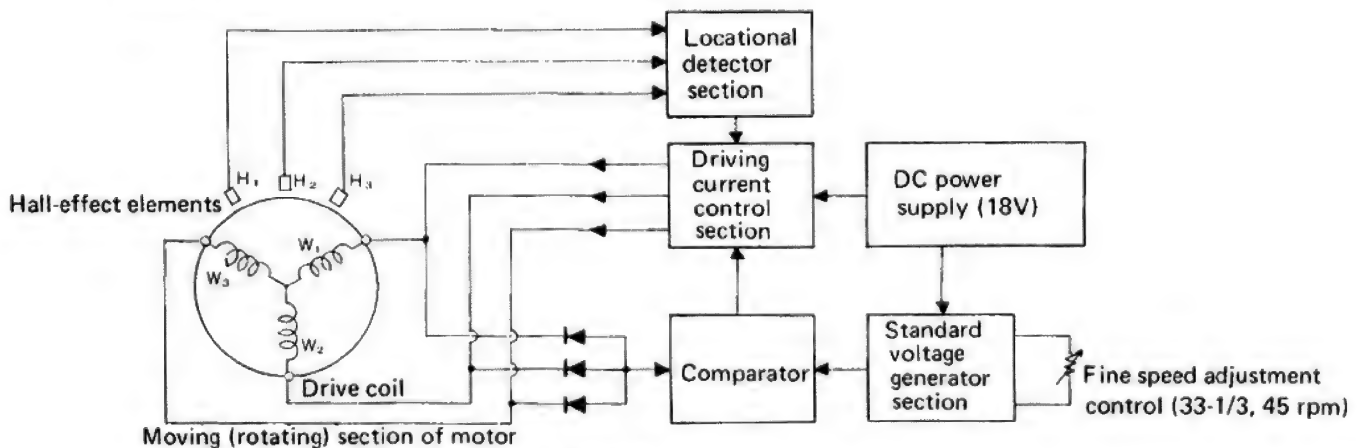 Locational
detector
section
Driving
current
control
section
DC power
supply (18V)
H₁
H₂
H₃
Hall-effect elements
W₁
W₃
W₂
Drive coil
Comparator
Standard
voltage
generator
section
Fine speed adjustment
control (33-1/3, 45 rpm)
Moving (rotating) section of motor